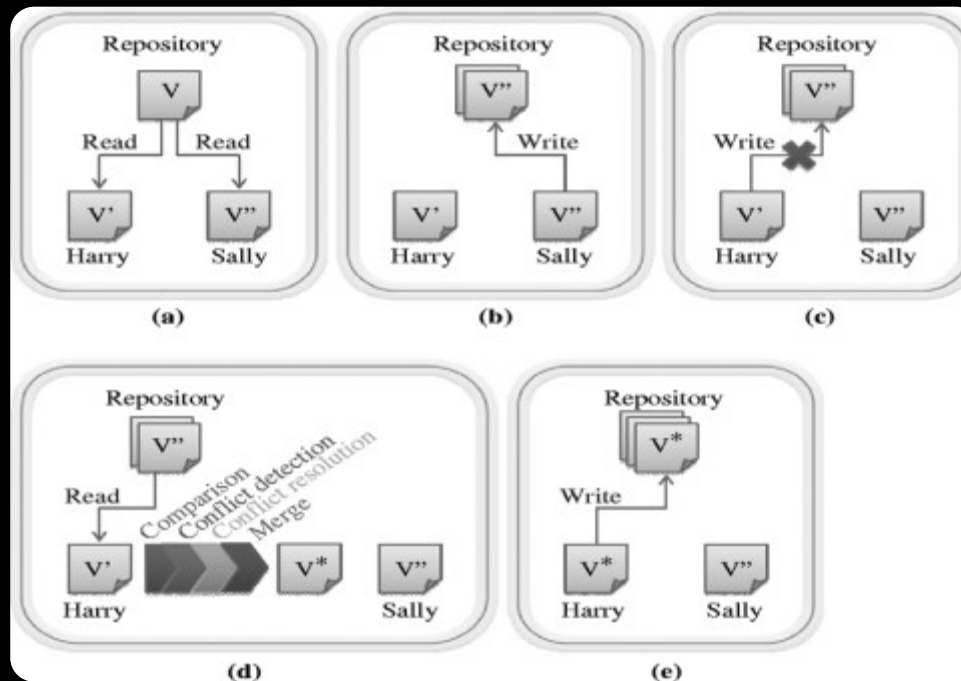 Repository
V
Read Read
V’ V”
Harry Sally
(a)
Repository
V”
Write
V’ V”
Harry Sally
(b)
Repository
V”
Write
V’ V”
Harry Sally
(c)
Repository
V”
Read
Comparison
Conflict detection
Conflict resolution
Merge
V’ V* V”
Harry Sally
(d)
Repository
V*
Write
V* V”
Harry Sally
(e)